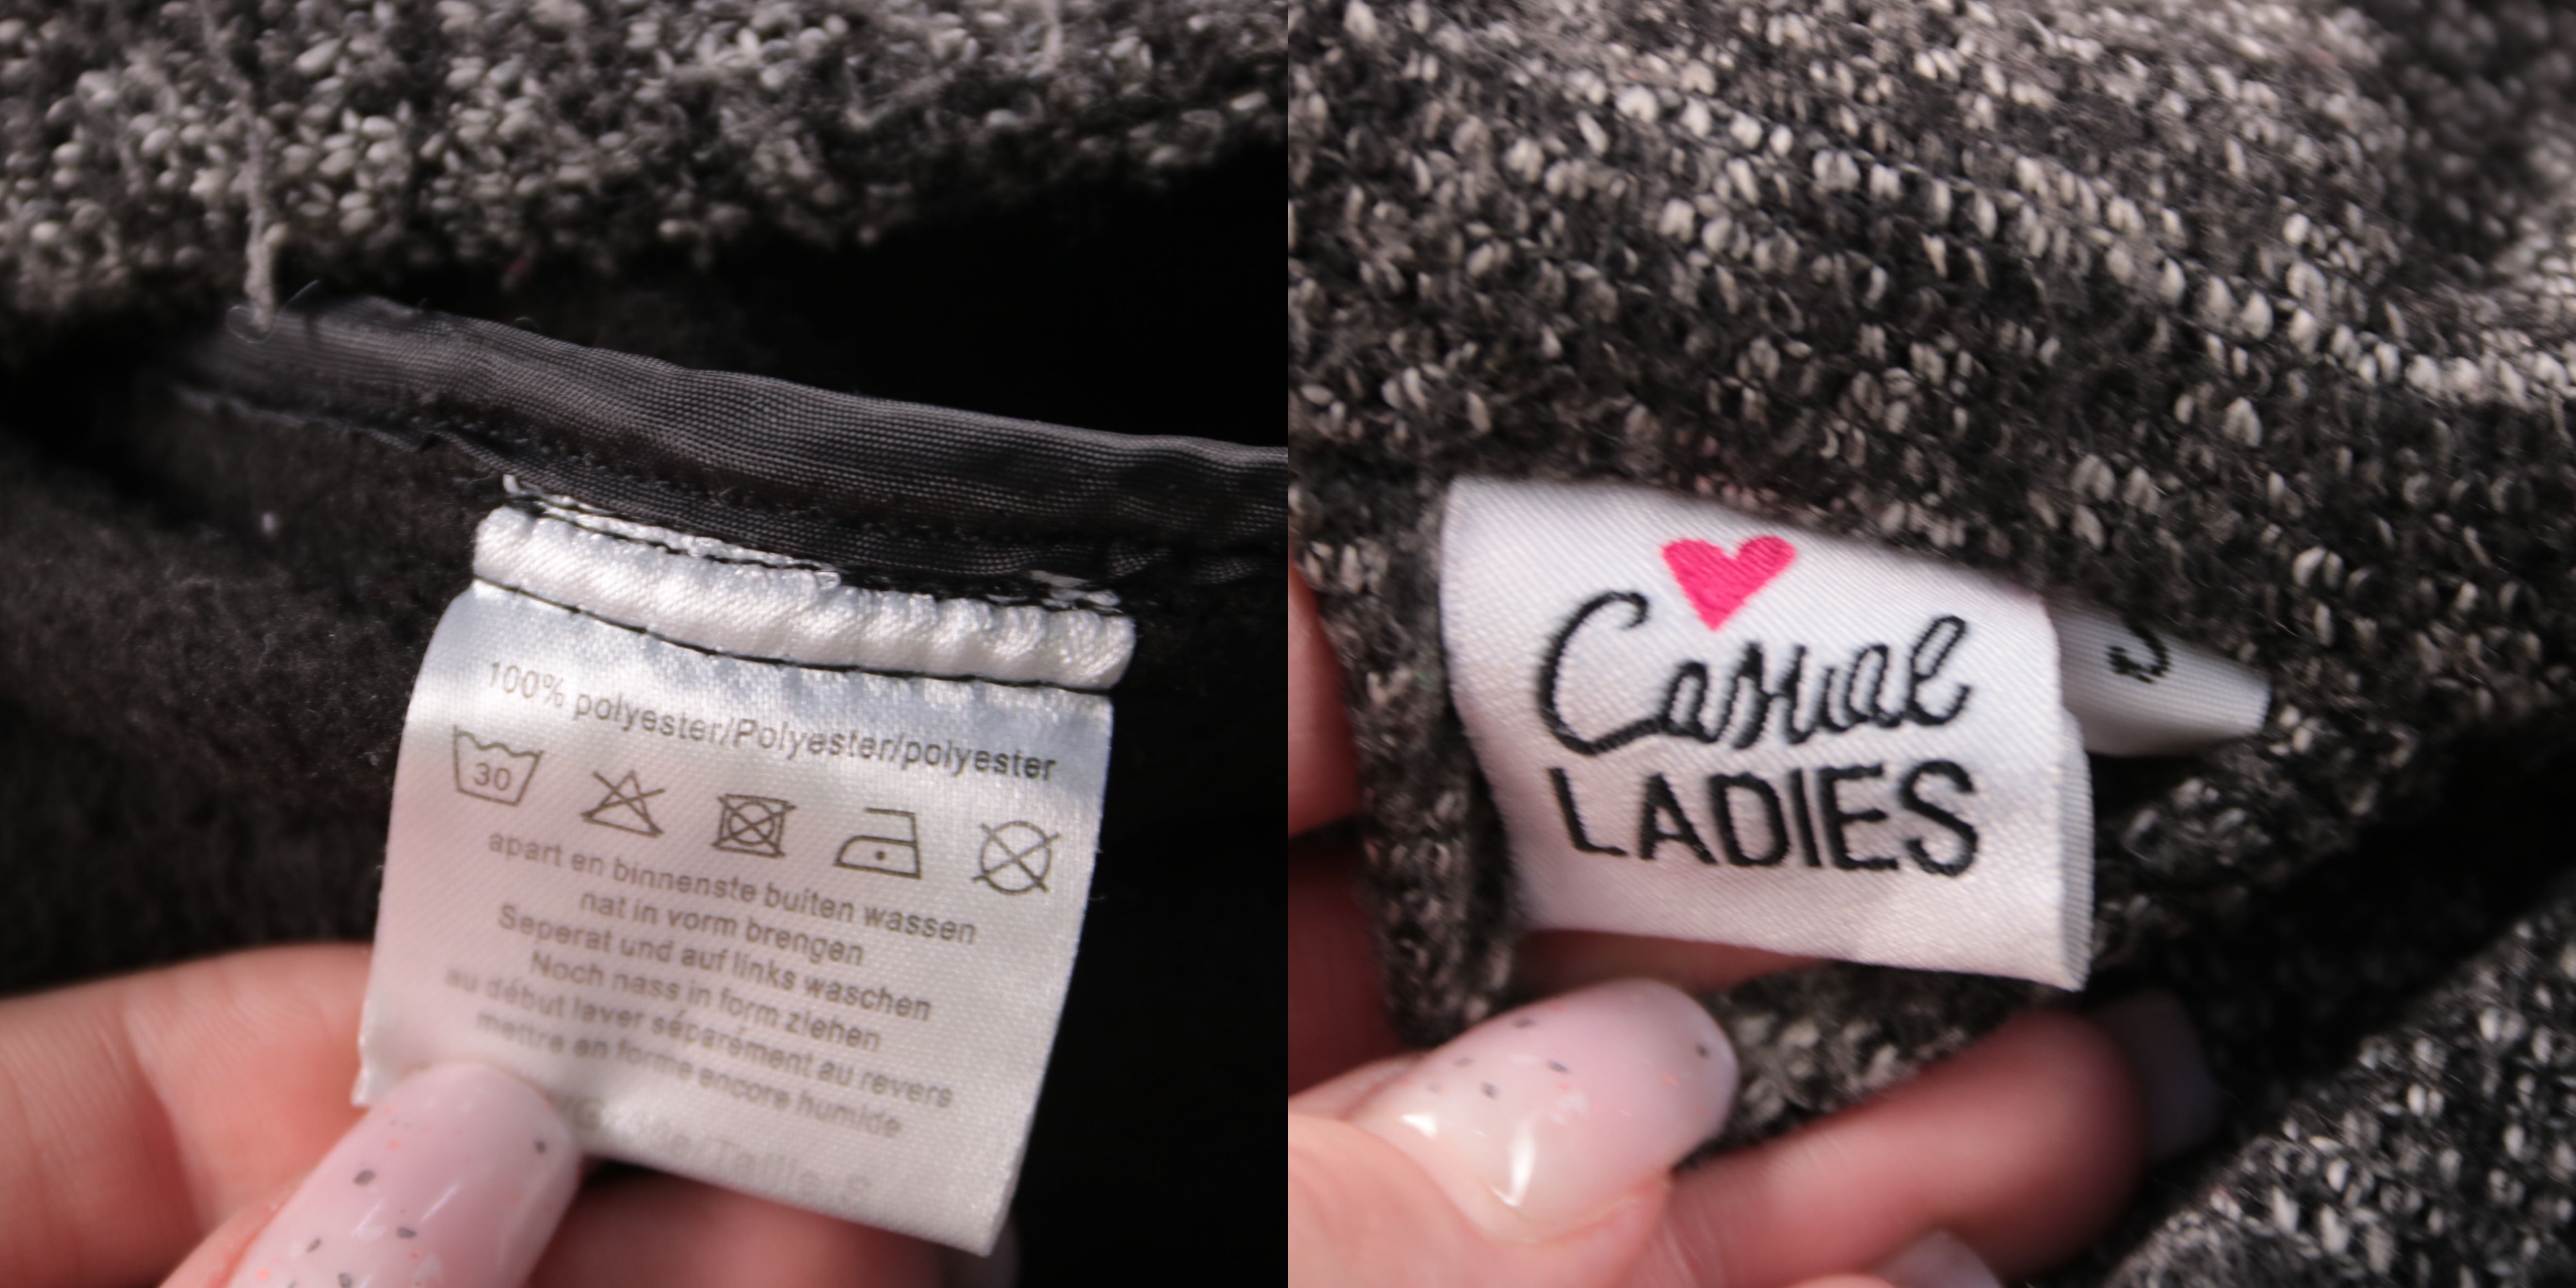 100% polyester/Polyester/polyester
30
apart en binnenste buiten wassen
nat in vorm brengen
Seperat und auf links waschen
Noch nass in form ziehen
au début laver séparément au revers
mettre en forme encore humide
/Taille S
Casual
LADIES